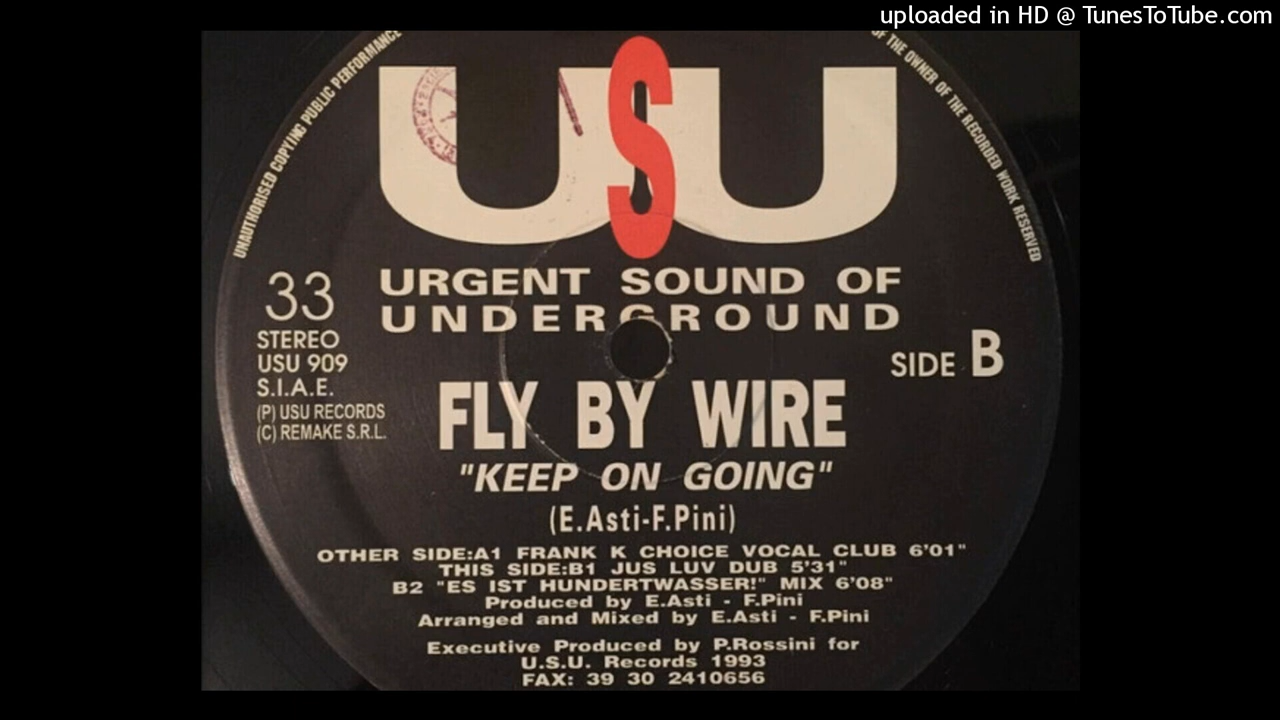 uploaded in HD @ TunesToTube.com
UNAUTHORISED COPYING PUBLIC PERFORMANCE
OF THE OWNER OF THE RECORDED WORK RESERVED
USU
URGENT SOUND OF
UNDERGROUND
33
STEREO
USU 909
S.I.A.E.
(P) USU RECORDS
(C) REMAKE S.R.L.
SIDE B
FLY BY WIRE
"KEEP ON GOING"
(E.Asti-F.Pini)
OTHER SIDE:A1 FRANK K CHOICE VOCAL CLUB 6'01"
THIS SIDE:B1 JUS LUV DUB 5'31"
B2 "ES IST HUNDERTWASSER!" MIX 6'08"
Produced by E.Asti - F.Pini
Arranged and Mixed by E.Asti - F.Pini
Executive Produced by P.Rossini for
U.S.U. Records 1993
FAX: 39 30 2410656